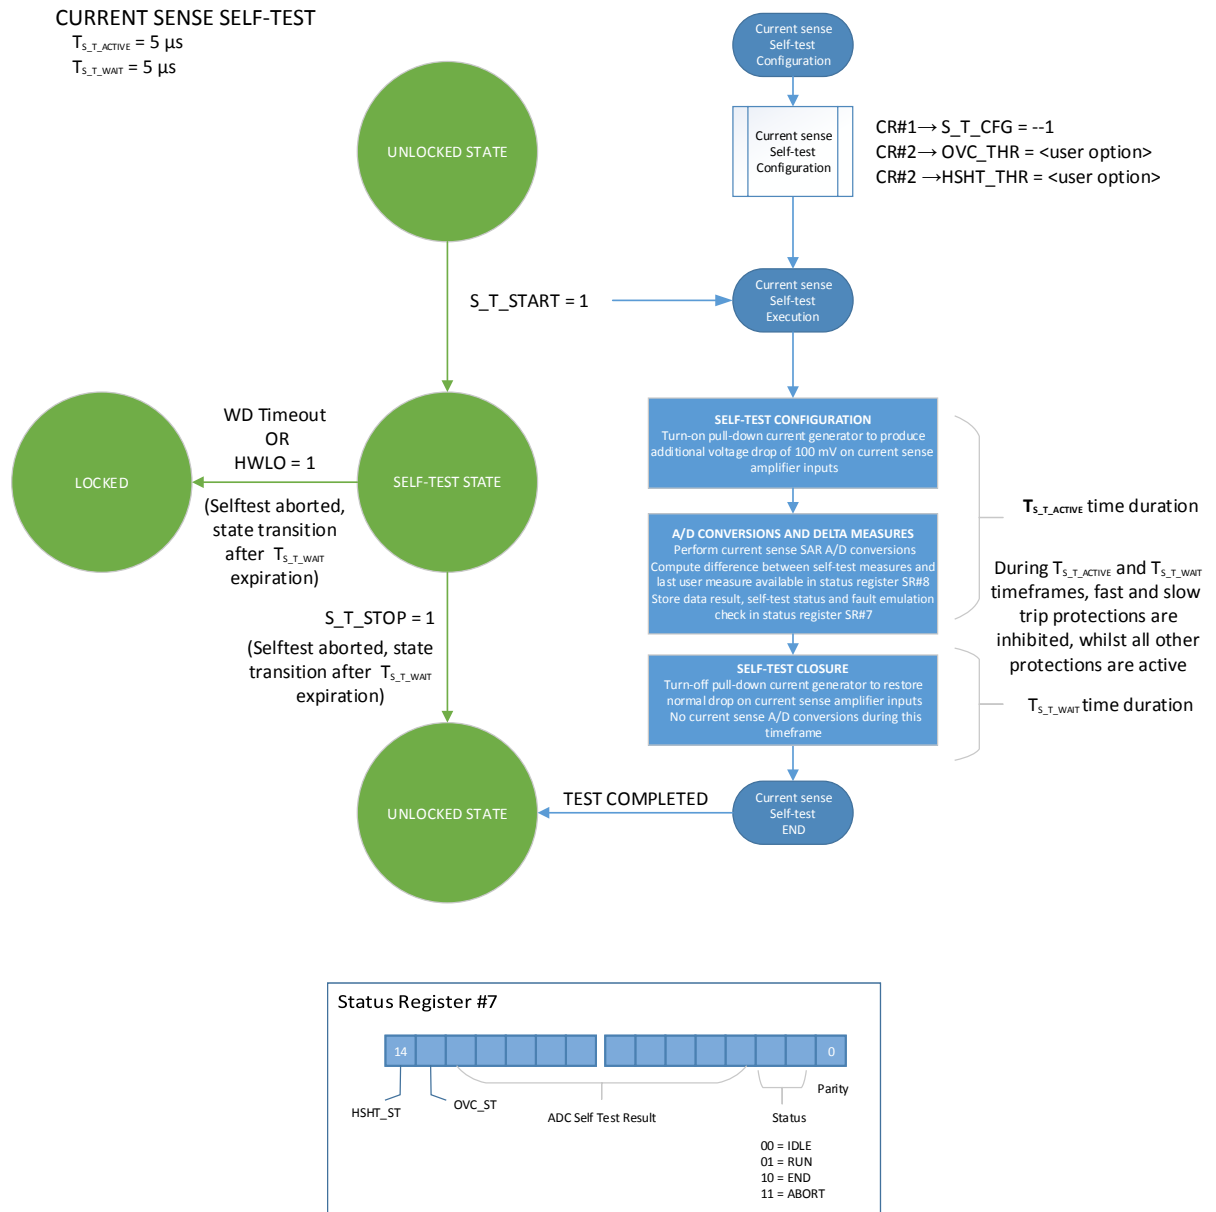 CURRENT SENSE SELF-TEST
T_S_T_ACTIVE = 5 µs
T_S_T_WAIT = 5 µs
UNLOCKED STATE
Current sense
Self-test
Configuration
Current sense
Self-test
Configuration
CR#1→ S_T_CFG = --1
CR#2→ OVC_THR = <user option>
CR#2 →HSHT_THR = <user option>
S_T_START = 1
Current sense
Self-test
Execution
WD Timeout
OR
HWLO = 1
(Selftest aborted,
state transition
after T_S_T_WAIT
expiration)
LOCKED
SELF-TEST STATE
SELF-TEST CONFIGURATION
Turn-on pull-down current generator to produce
additional voltage drop of 100 mV on current sense
amplifier inputs
A/D CONVERSIONS AND DELTA MEASURES
Perform current sense SAR A/D conversions
Compute difference between self-test measures and
last user measure available in status register SR#8
Store data result, self-test status and fault emulation
check in status register SR#7
T_S_T_ACTIVE time duration
During T_S_T_ACTIVE and T_S_T_WAIT
timeframes, fast and slow
trip protections are
inhibited, whilst all other
protections are active
S_T_STOP = 1
(Selftest aborted, state
transition after T_S_T_WAIT
expiration)
SELF-TEST CLOSURE
Turn-off pull-down current generator to restore
normal drop on current sense amplifier inputs
No current sense A/D conversions during this
timeframe
T_S_T_WAIT time duration
UNLOCKED STATE
TEST COMPLETED
Current sense
Self-test
END
Status Register #7
14
0
HSHT_ST
OVC_ST
ADC Self Test Result
Status
Parity
00 = IDLE
01 = RUN
10 = END
11 = ABORT